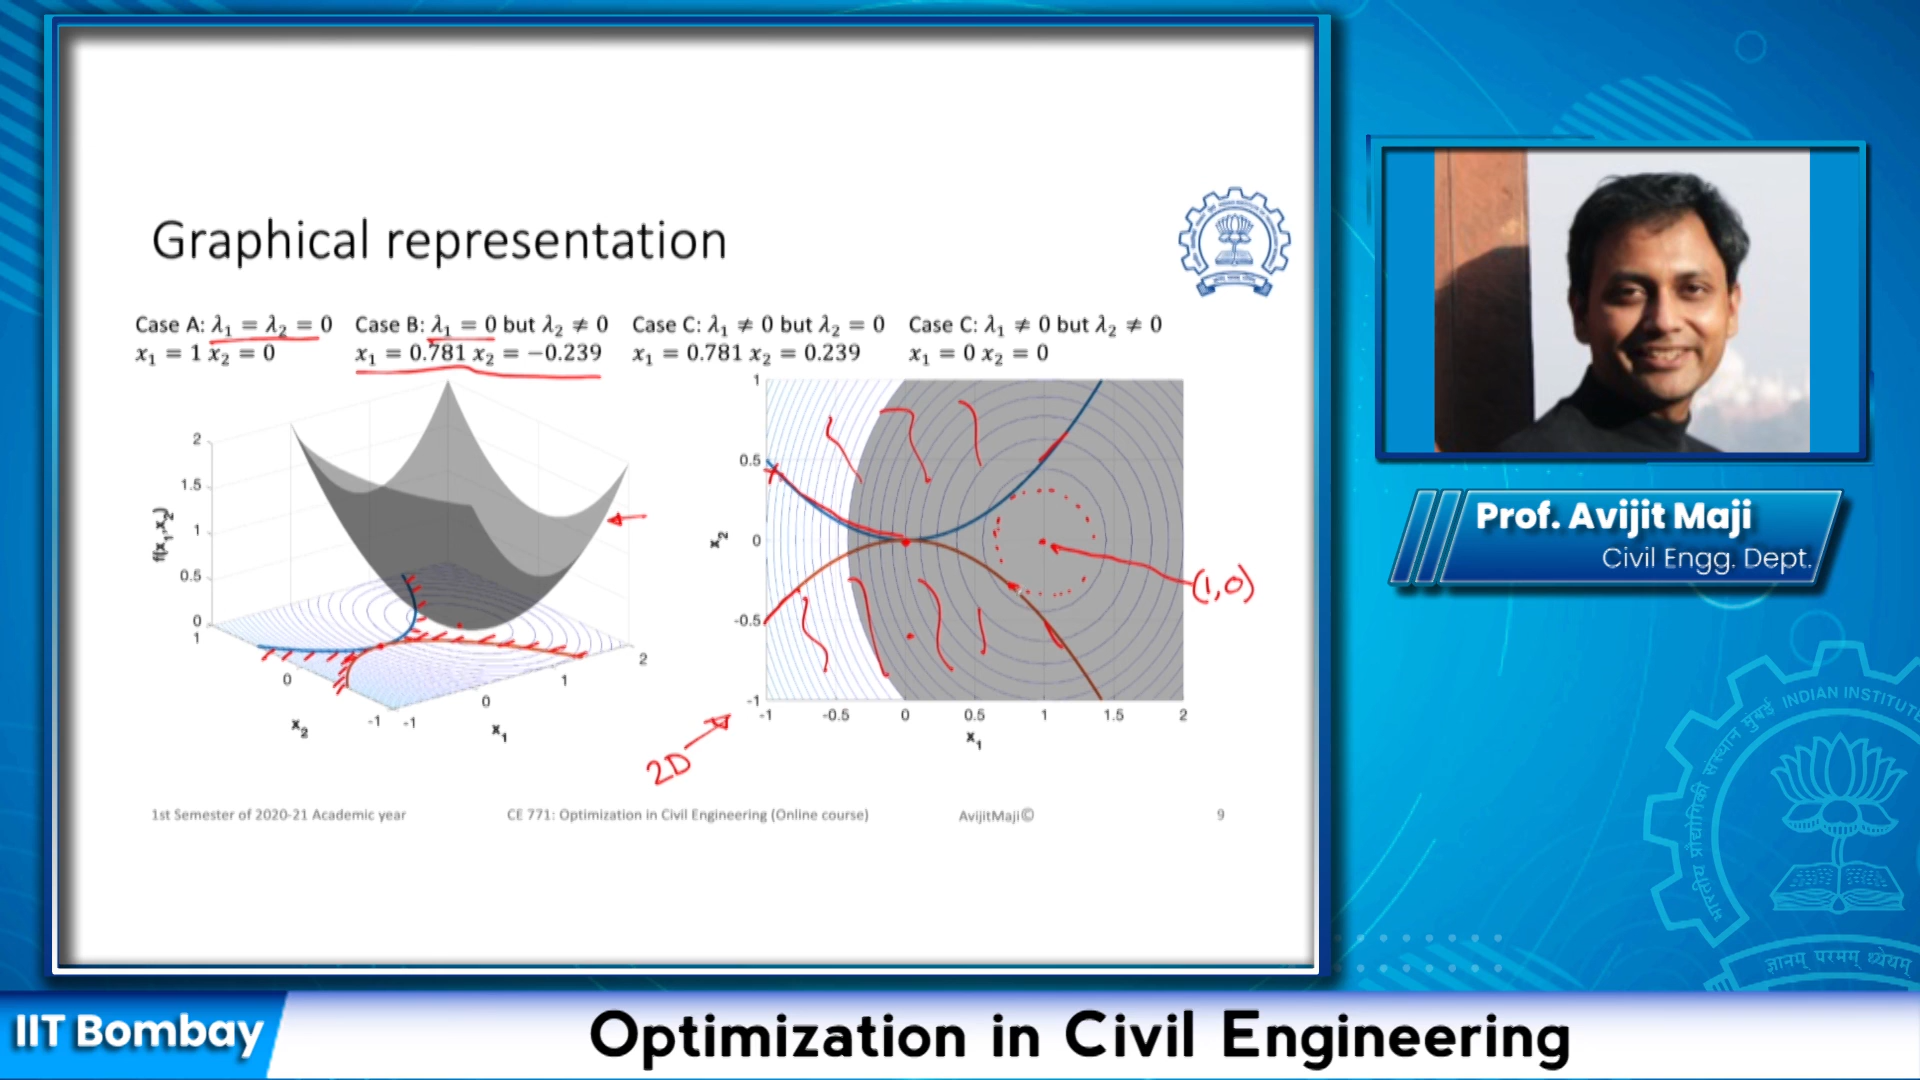 Graphical representation
Case A: λ₁ = λ₂ = 0 Case B: λ₁ = 0 but λ₂ ≠ 0 Case C: λ₁ ≠ 0 but λ₂ = 0 Case C: λ₁ ≠ 0 but λ₂ ≠ 0
x₁ = 1 x₂ = 0 x₁ = 0.781 x₂ = −0.239 x₁ = 0.781 x₂ = 0.239 x₁ = 0 x₂ = 0
2
1.5
1
0.5
0
f(x₁,x₂)
1
0
-1
x₂
-1
0
1
2
x₁
1
0.5
0
-0.5
-1
x₂
-1 -0.5 0 0.5 1 1.5 2
x₁
(1,0)
2D
1st Semester of 2020-21 Academic year CE 771: Optimization in Civil Engineering (Online course) AvijitMaji© 9
Prof. Avijit Maji
Civil Engg. Dept.
INDIAN INSTITUTE
ज्ञानम् परमम् ध्येयम्
IIT Bombay
Optimization in Civil Engineering